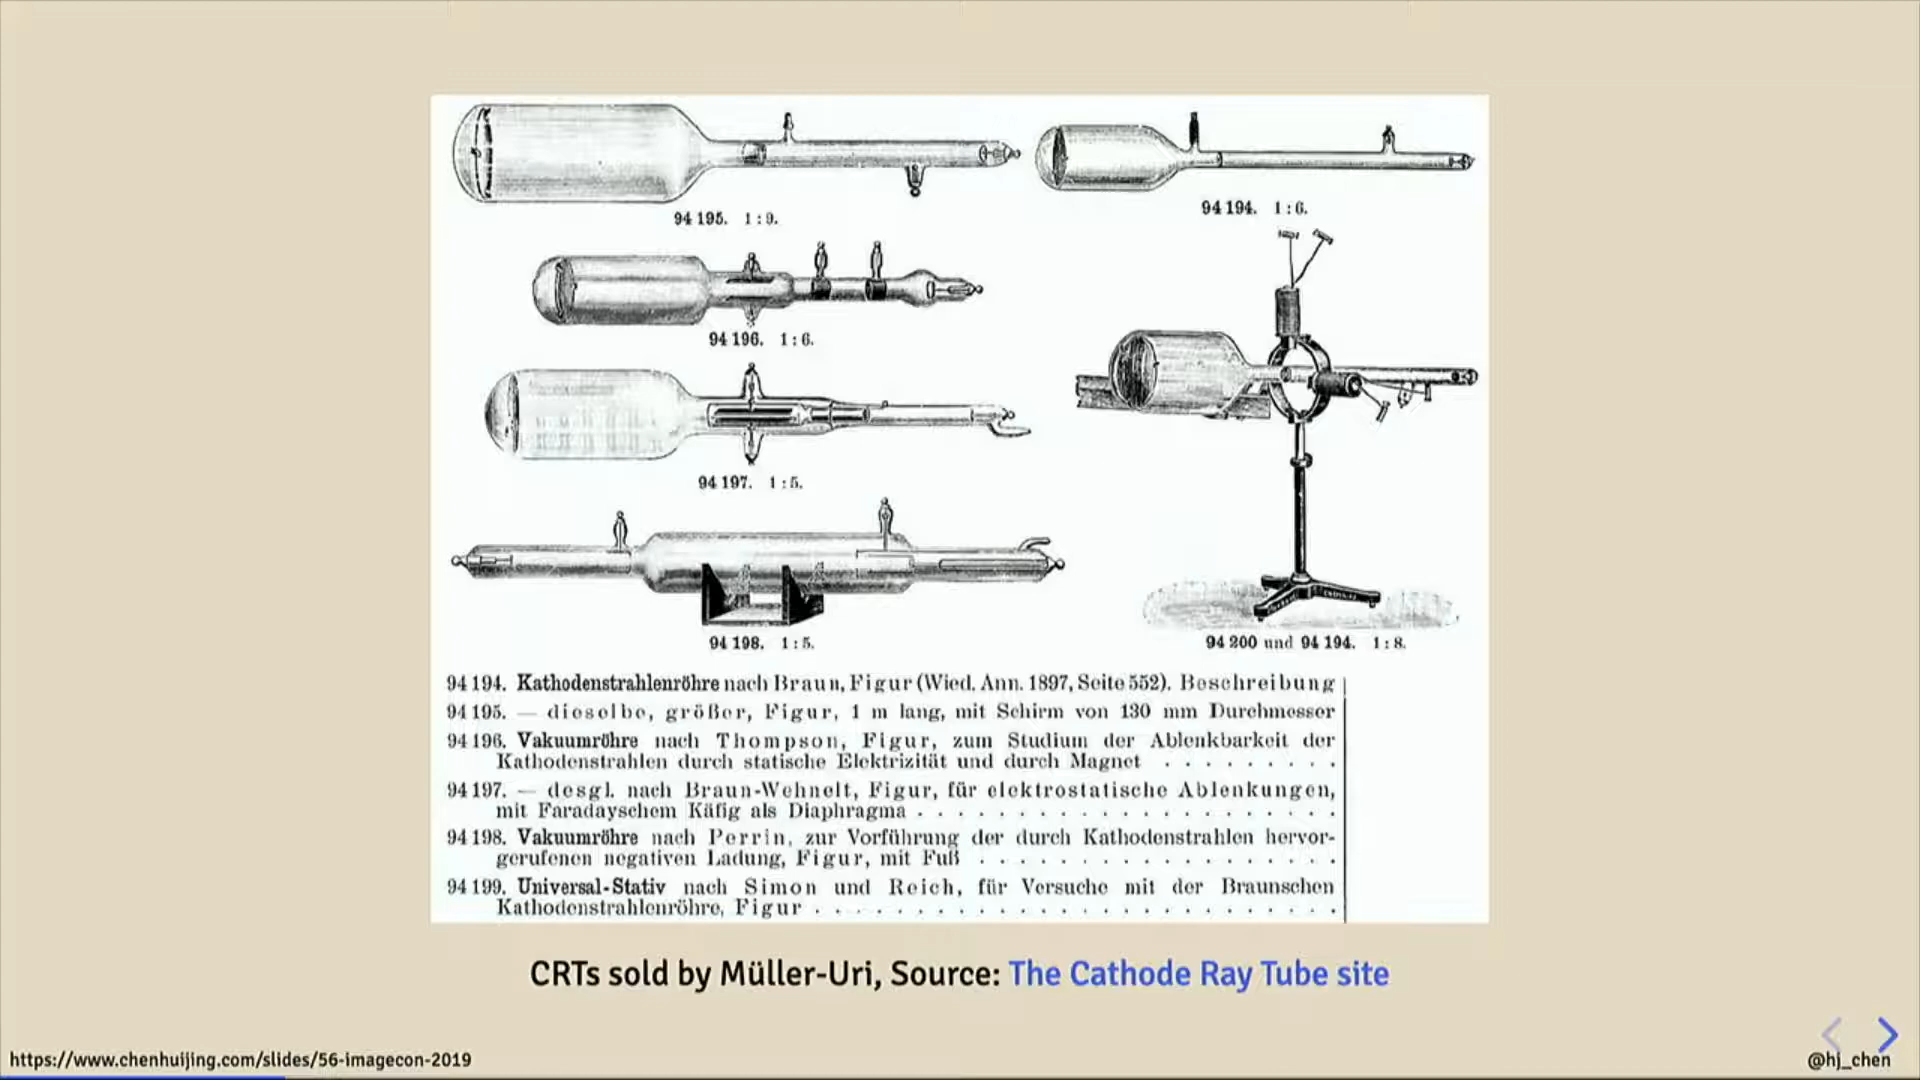 94 195. 1 : 9.
94 194. 1 : 6.
94 196. 1 : 6.
94 197. 1 : 5.
94 198. 1 : 5.
94 200 und 94 194. 1 : 8.
94 194. Kathodenstrahlenröhre nach Braun, Figur (Wied. Ann. 1897, Seite 552). Beschreibung
94 195. — dieselbe, größer, Figur, 1 m lang, mit Schirm von 130 mm Durchmesser
94 196. Vakuumröhre nach Thompson, Figur, zum Studium der Ablenkbarkeit der
Kathodenstrahlen durch statische Elektrizität und durch Magnet . . . . . . . . .
94 197. — desgl. nach Braun-Wehnelt, Figur, für elektrostatische Ablenkungen,
mit Faradayschem Käfig als Diaphragma . . . . . . . . . . . . . . . . . .
94 198. Vakuumröhre nach Perrin, zur Vorführung der durch Kathodenstrahlen hervor-
gerufenen negativen Ladung, Figur, mit Fuß . . . . . . . . . . . . . . . .
94 199. Universal-Stativ nach Simon und Reich, für Versuche mit der Braunschen
Kathodenstrahlenröhre, Figur . . . . . . . . . . . . . . . . . . . . . .
CRTs sold by Müller-Uri, Source: The Cathode Ray Tube site
https://www.chenhuijing.com/slides/56-imagecon-2019
@hj_chen